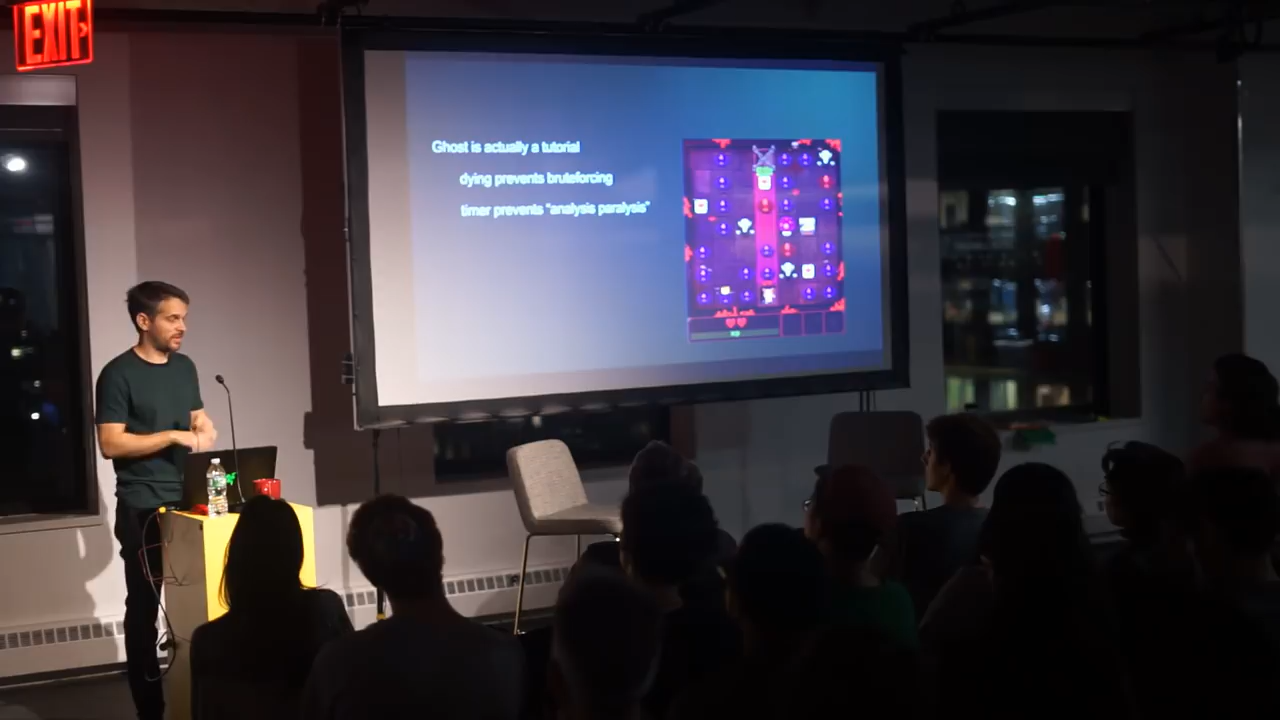 EXIT
Ghost is actually a tutorial
dying prevents bruteforcing
timer prevents “analysis paralysis”